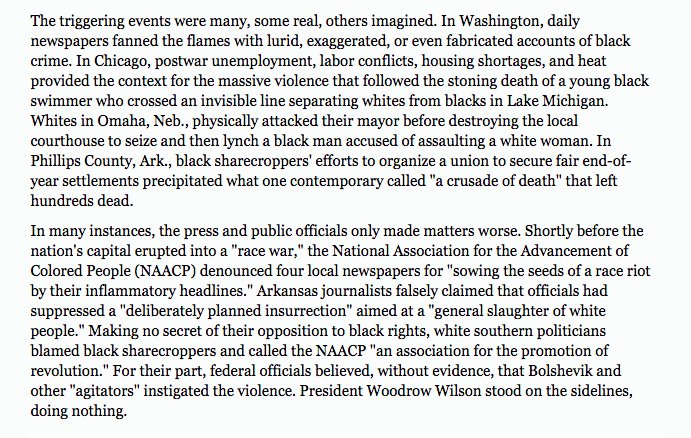 The triggering events were many, some real, others imagined. In Washington, daily
newspapers fanned the flames with lurid, exaggerated, or even fabricated accounts of black
crime. In Chicago, postwar unemployment, labor conflicts, housing shortages, and heat
provided the context for the massive violence that followed the stoning death of a young black
swimmer who crossed an invisible line separating whites from blacks in Lake Michigan.
Whites in Omaha, Neb., physically attacked their mayor before destroying the local
courthouse to seize and then lynch a black man accused of assaulting a white woman. In
Phillips County, Ark., black sharecroppers' efforts to organize a union to secure fair end-of-
year settlements precipitated what one contemporary called "a crusade of death" that left
hundreds dead.
In many instances, the press and public officials only made matters worse. Shortly before the
nation's capital erupted into a "race war," the National Association for the Advancement of
Colored People (NAACP) denounced four local newspapers for "sowing the seeds of a race riot
by their inflammatory headlines." Arkansas journalists falsely claimed that officials had
suppressed a "deliberately planned insurrection" aimed at a "general slaughter of white
people." Making no secret of their opposition to black rights, white southern politicians
blamed black sharecroppers and called the NAACP "an association for the promotion of
revolution." For their part, federal officials believed, without evidence, that Bolshevik and
other "agitators" instigated the violence. President Woodrow Wilson stood on the sidelines,
doing nothing.